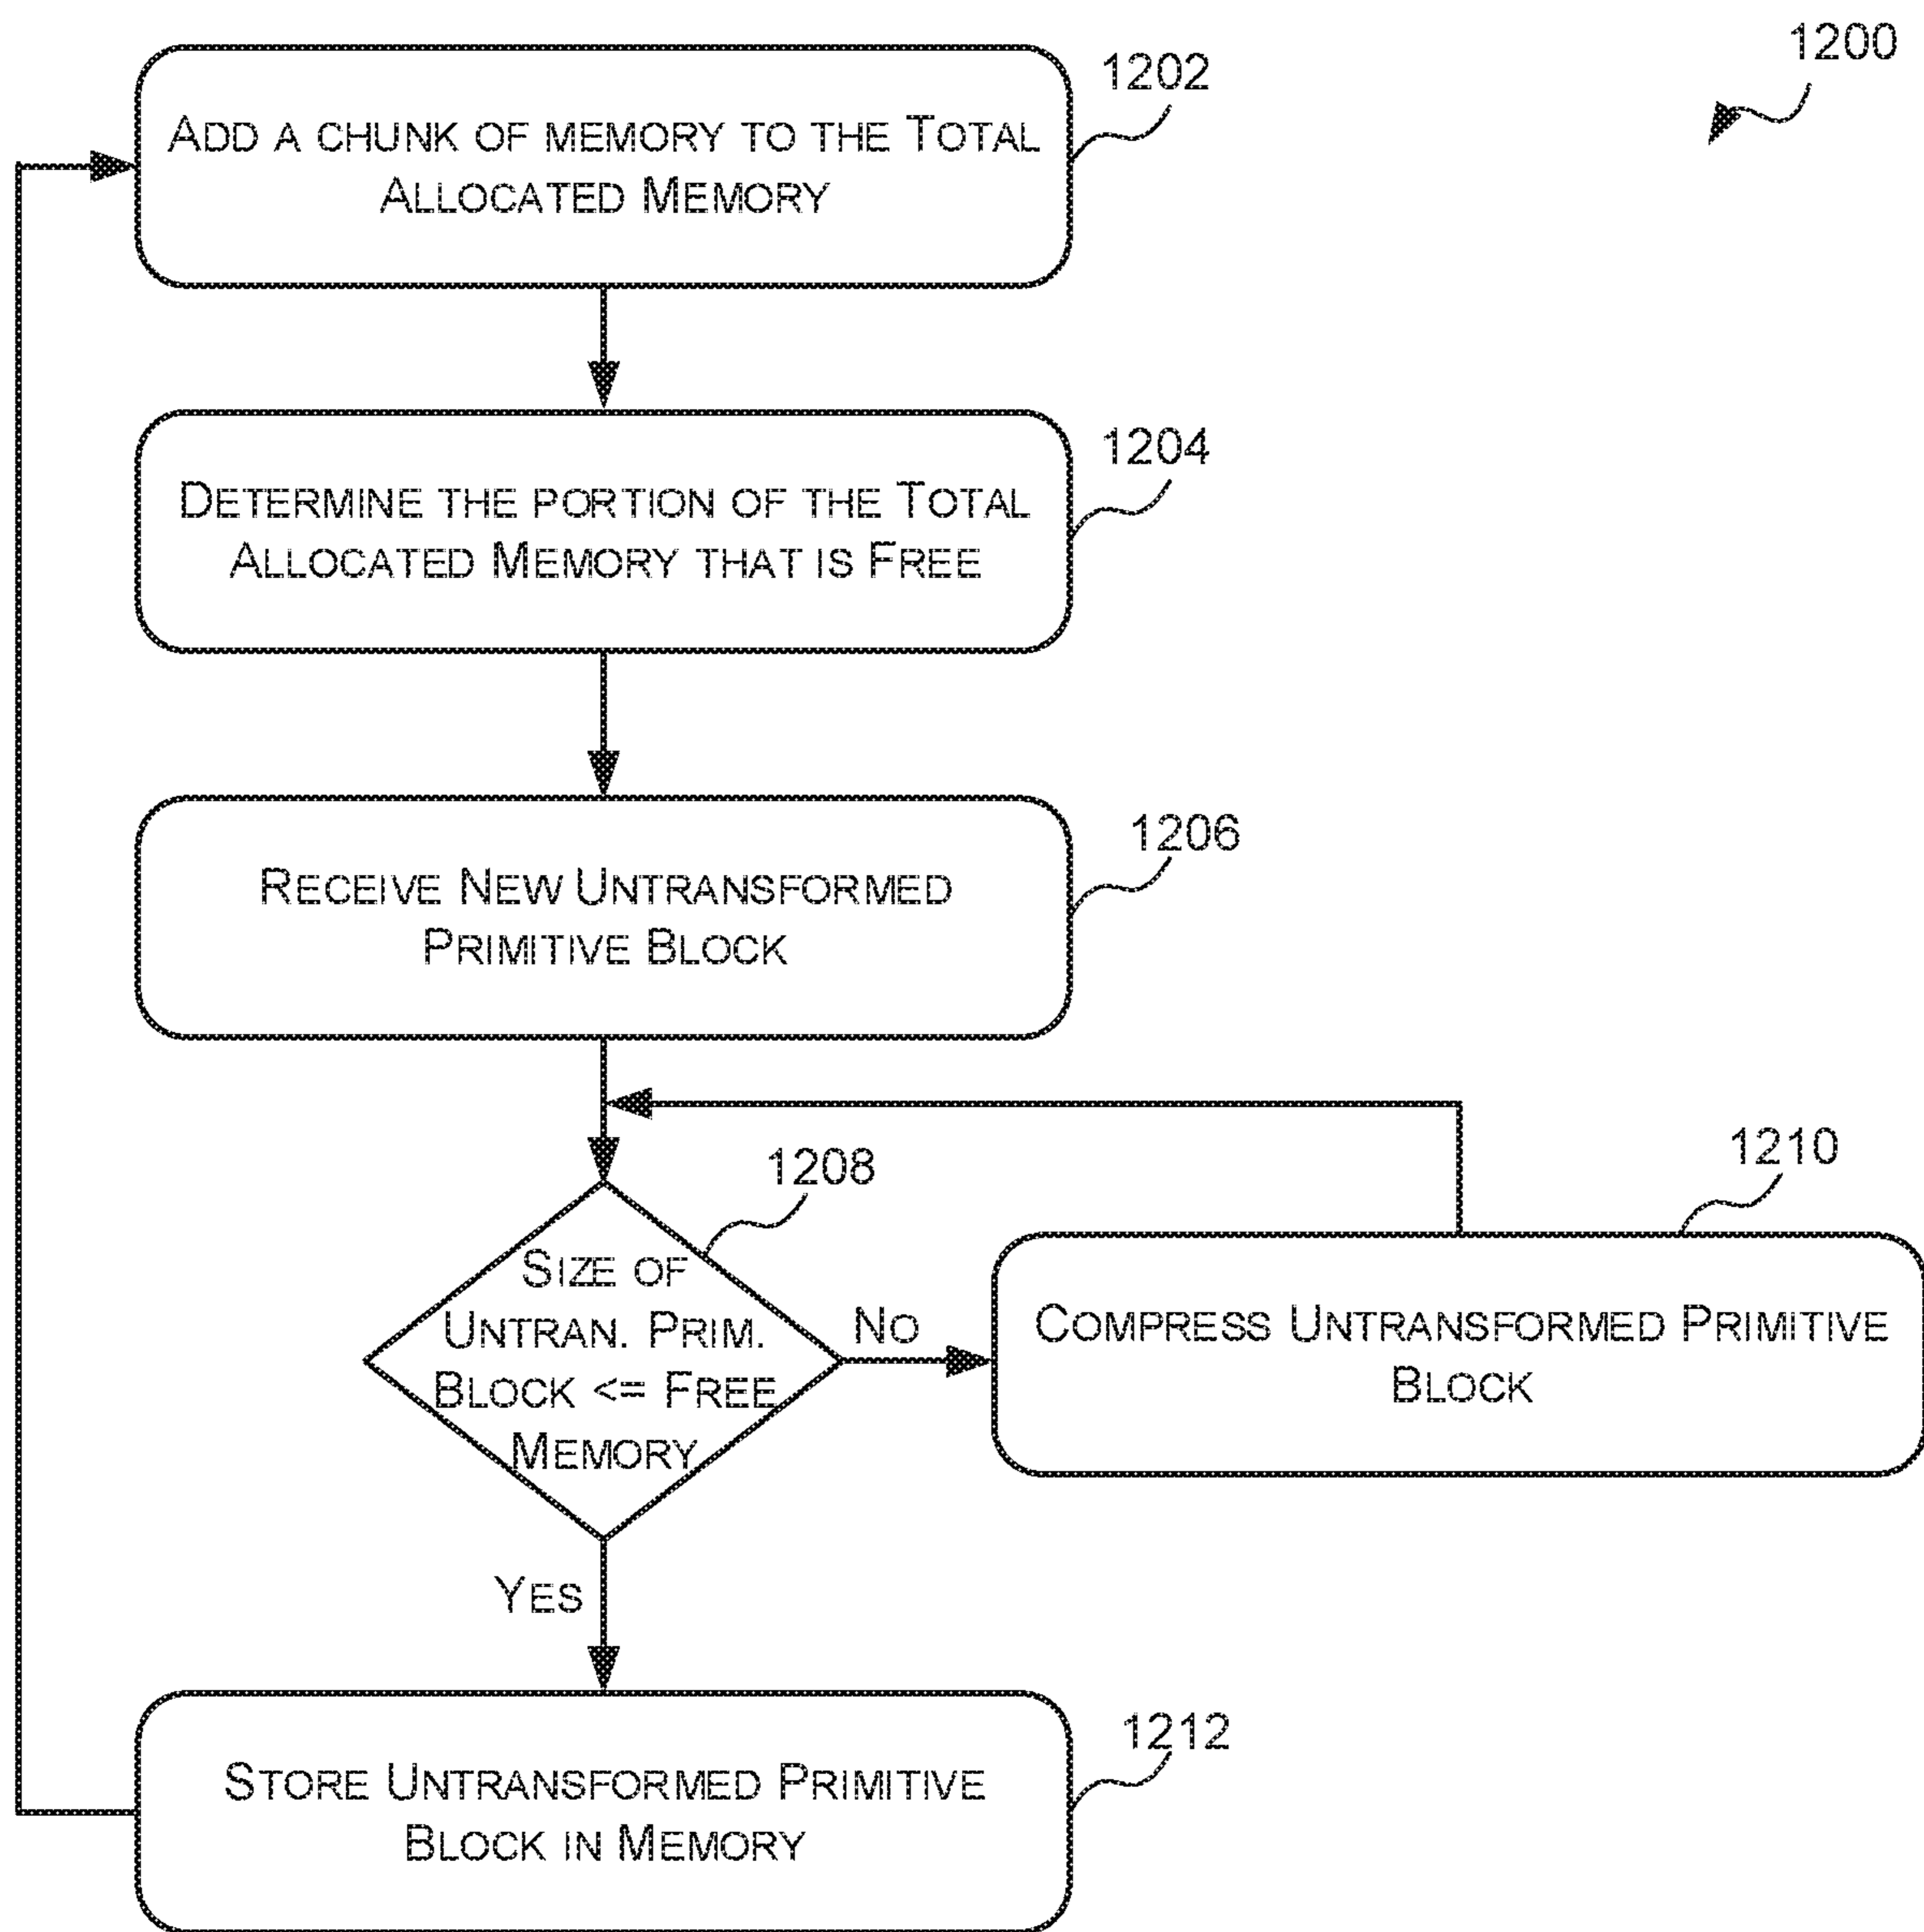 1200
1202
ADD A CHUNK OF MEMORY TO THE TOTAL
ALLOCATED MEMORY
1204
DETERMINE THE PORTION OF THE TOTAL
ALLOCATED MEMORY THAT IS FREE
1206
RECEIVE NEW UNTRANSFORMED
PRIMITIVE BLOCK
1208
SIZE OF
UNTRAN. PRIM.
BLOCK <= FREE
MEMORY
NO
1210
COMPRESS UNTRANSFORMED PRIMITIVE
BLOCK
YES
1212
STORE UNTRANSFORMED PRIMITIVE
BLOCK IN MEMORY